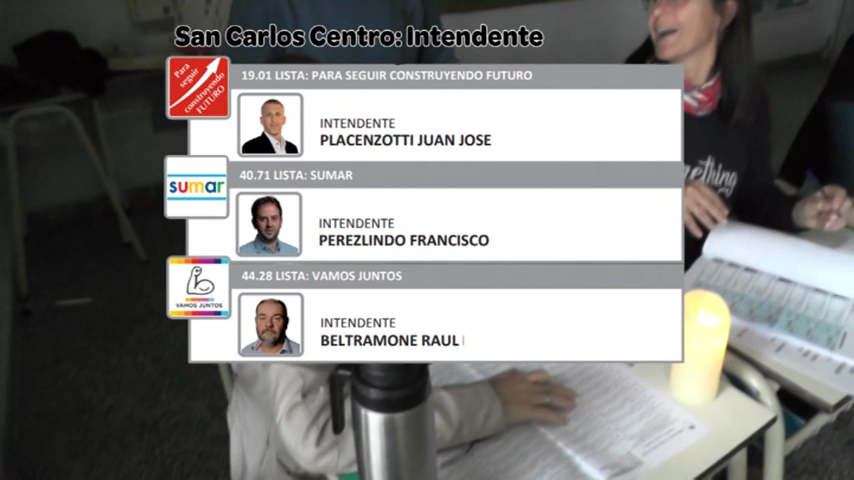 San Carlos Centro: Intendente
Para
seguir
construyendo
FUTURO
19.01 LISTA: PARA SEGUIR CONSTRUYENDO FUTURO
INTENDENTE
PLACENZOTTI JUAN JOSE
sumar
40.71 LISTA: SUMAR
INTENDENTE
PEREZLINDO FRANCISCO
VAMOS JUNTOS
44.28 LISTA: VAMOS JUNTOS
INTENDENTE
BELTRAMONE RAUL